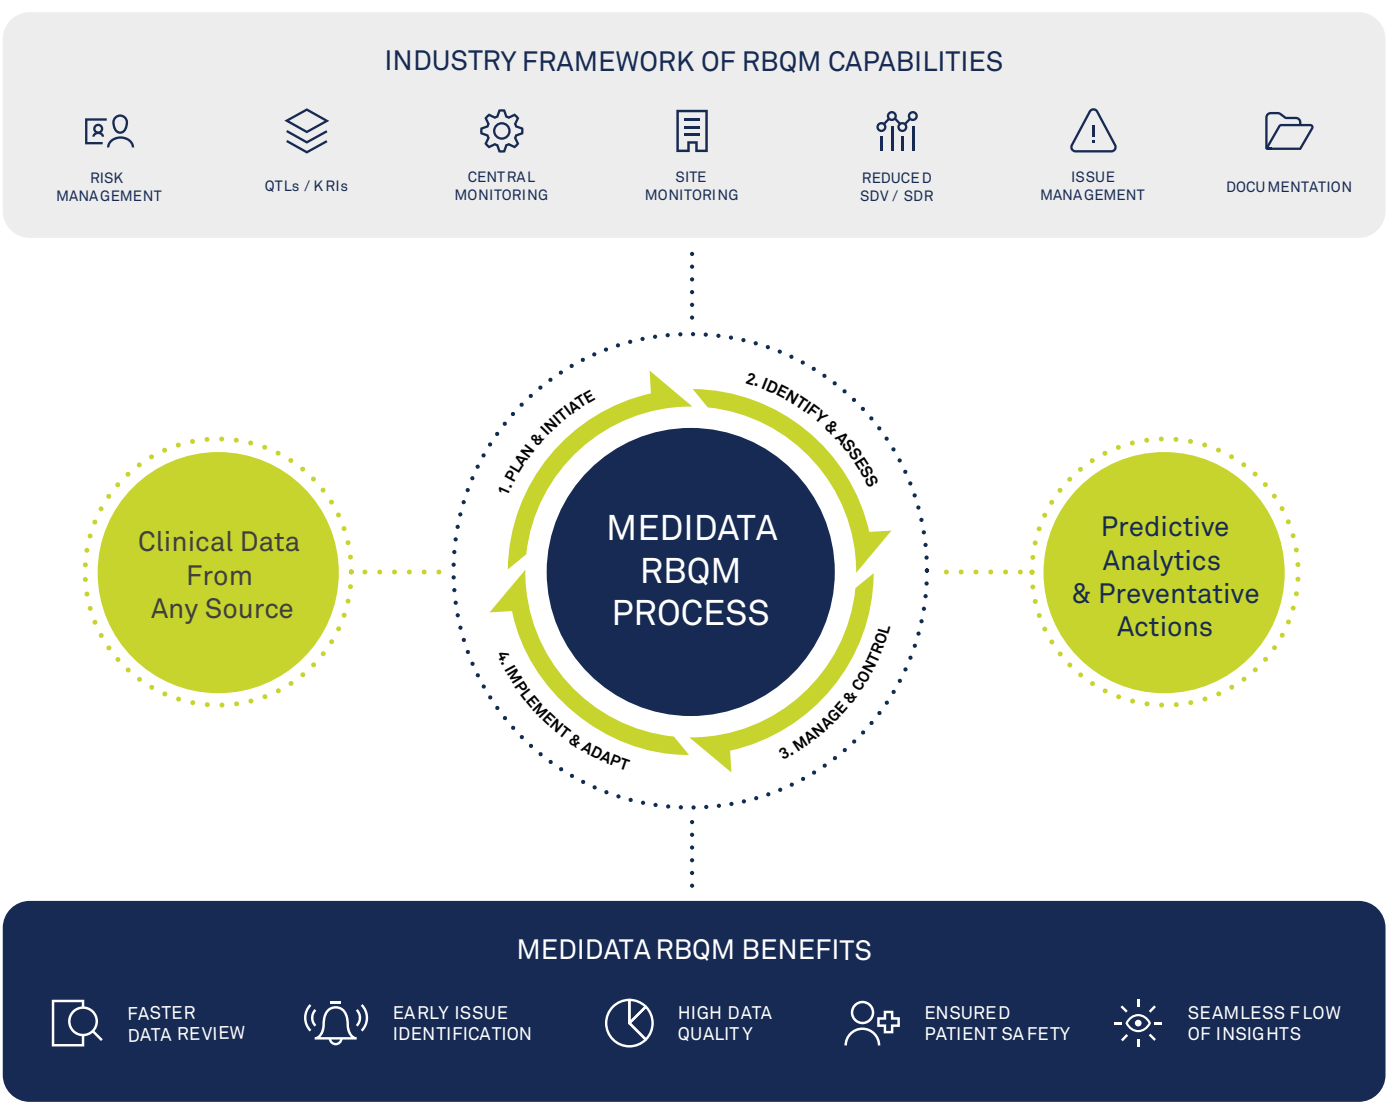 INDUSTRY FRAMEWORK OF RBQM CAPABILITIES
RISK
MANAGEMENT
QTLs / KRIs
CENTRAL
MONITORING
SITE
MONITORING
REDUCED
SDV / SDR
ISSUE
MANAGEMENT
DOCUMENTATION
1. PLAN & INITIATE
2. IDENTIFY & ASSESS
3. MANAGE & CONTROL
4. IMPLEMENT & ADAPT
Clinical Data
From
Any Source
MEDIDATA
RBQM
PROCESS
Predictive
Analytics
& Preventative
Actions
MEDIDATA RBQM BENEFITS
FASTER
DATA REVIEW
EARLY ISSUE
IDENTIFICATION
HIGH DATA
QUALITY
ENSURED
PATIENT SAFETY
SEAMLESS FLOW
OF INSIGHTS